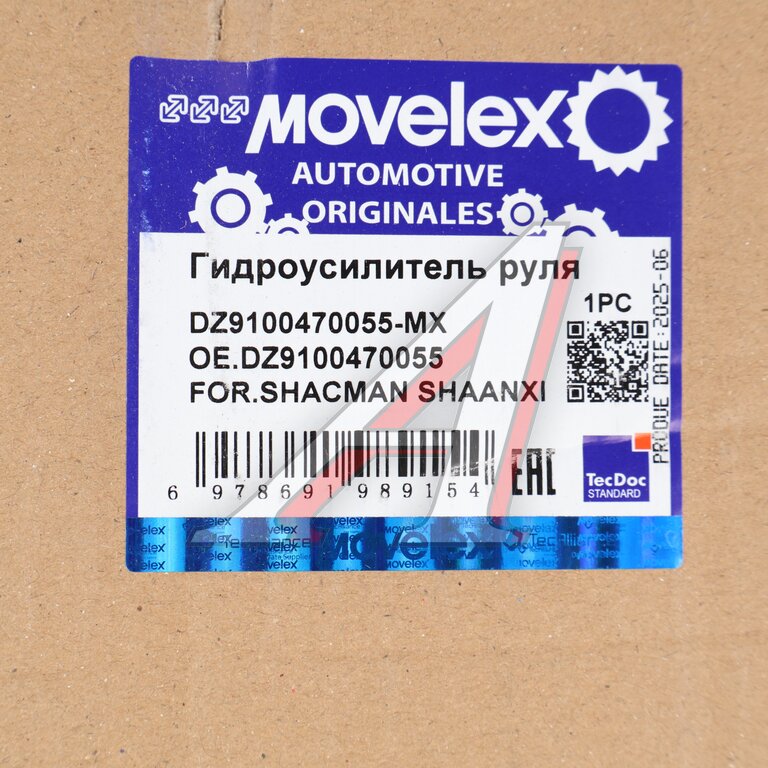 MOVELEX
AUTOMOTIVE
ORIGINALES
Гидроусилитель руля
DZ9100470055-MX
OE.DZ9100470055
FOR.SHACMAN SHAANXI
1PC
PRODUE DATE:2025-06
6 978691 989154
EAC
TecDoc
STANDARD
MOVELEX